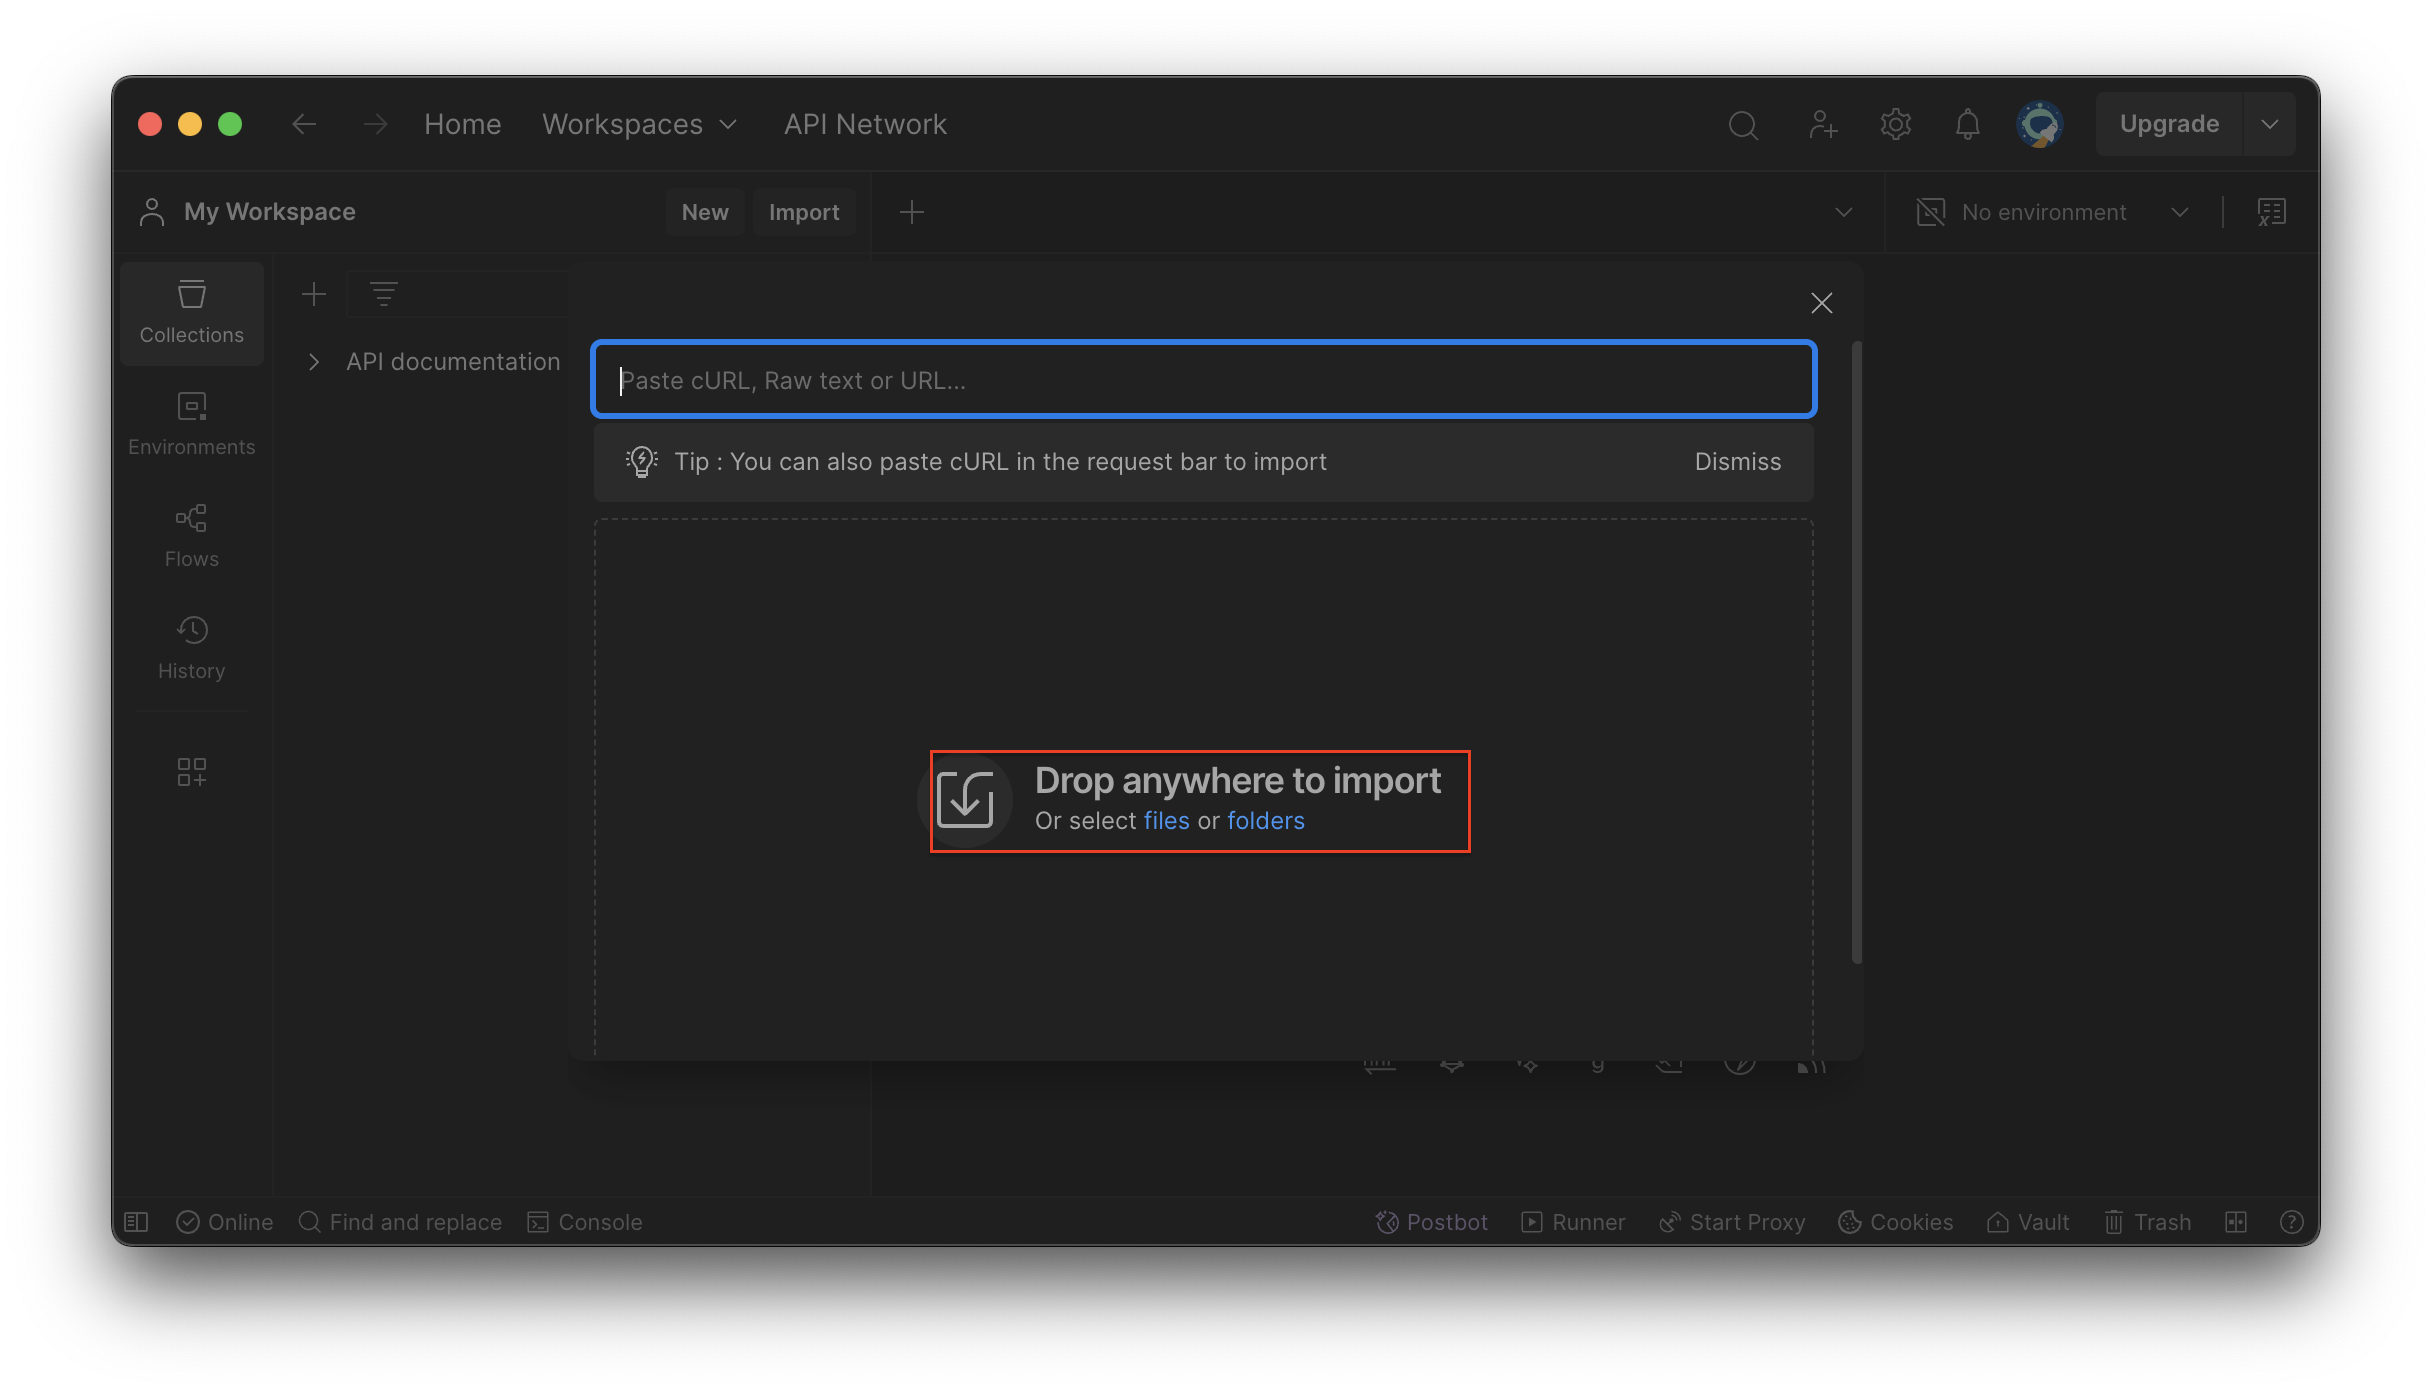 Home Workspaces API Network Upgrade
My Workspace New Import No environment
Collections
Environments
Flows
History
API documentation
Paste cURL, Raw text or URL...
Tip : You can also paste cURL in the request bar to import Dismiss
Drop anywhere to import
Or select files or folders
Online Find and replace Console Postbot Runner Start Proxy Cookies Vault Trash